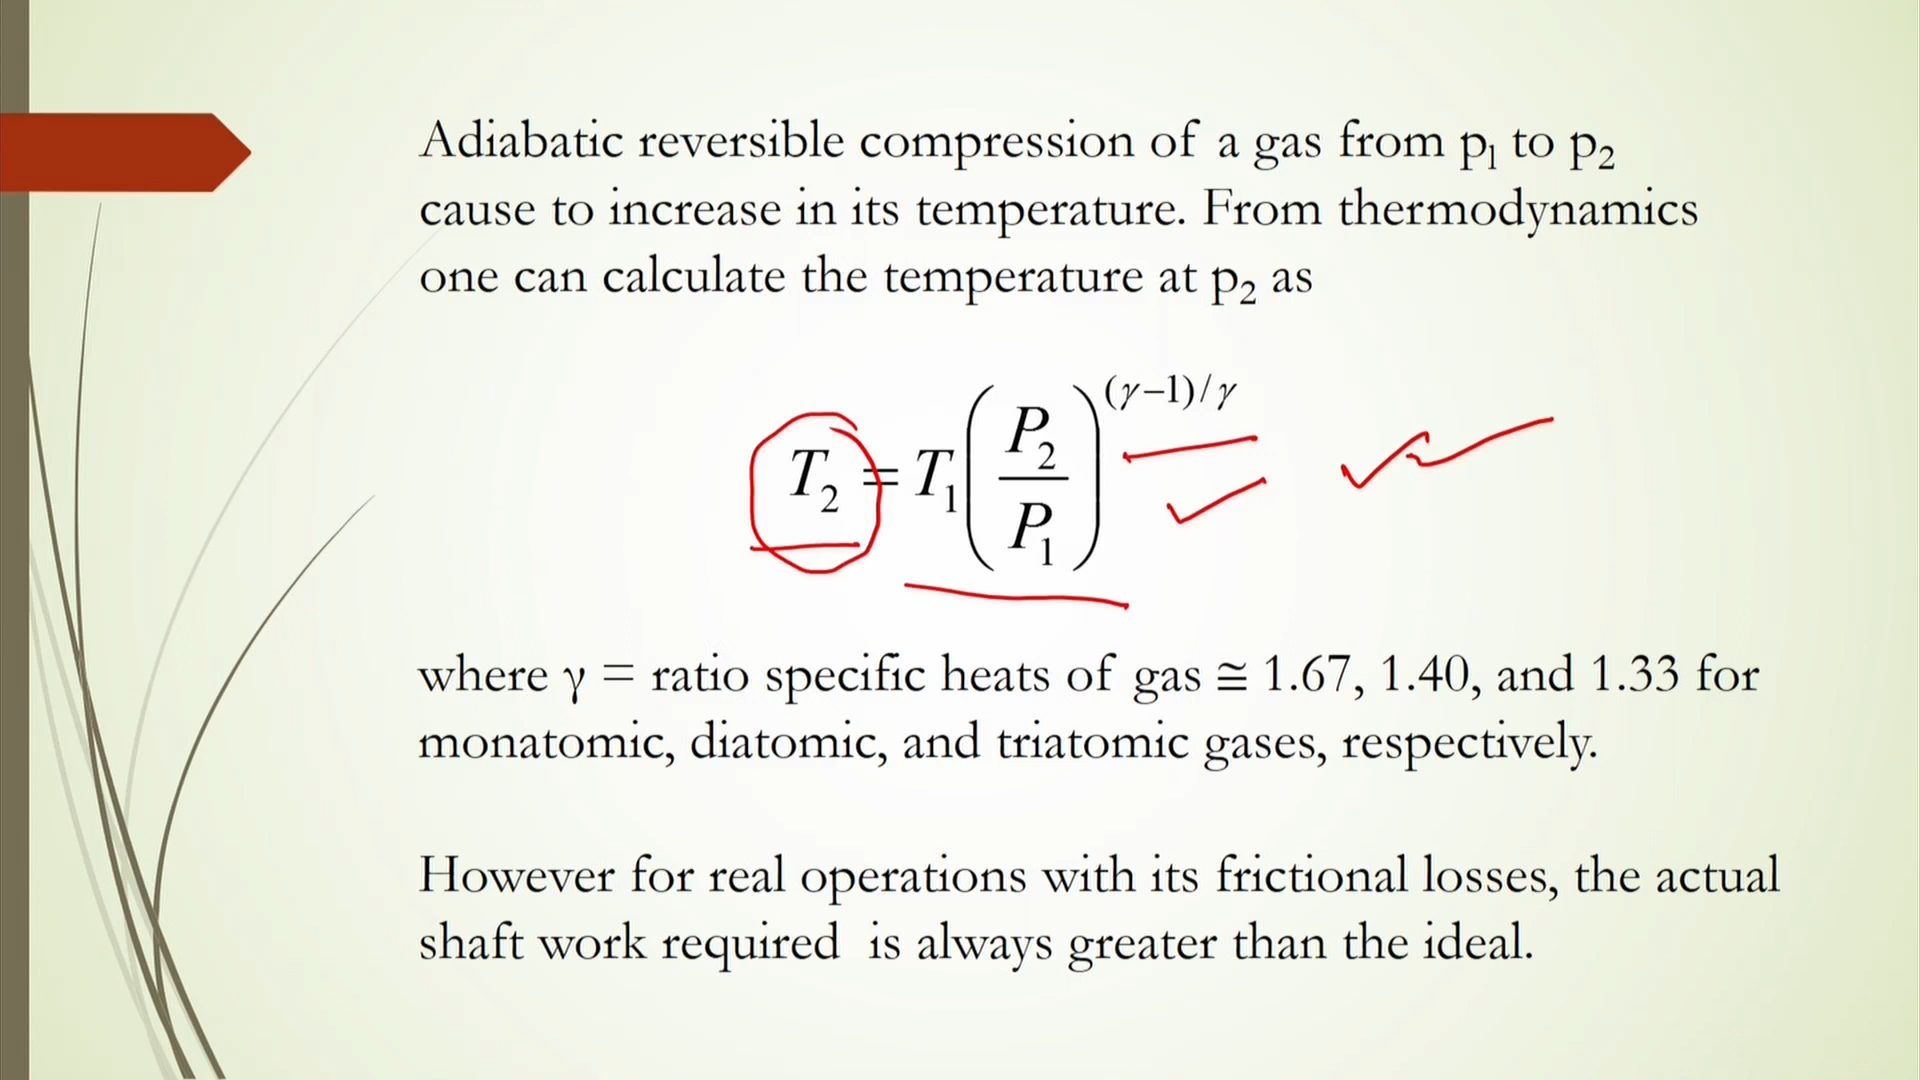 Adiabatic reversible compression of a gas from p₁ to p₂
cause to increase in its temperature. From thermodynamics
one can calculate the temperature at p₂ as
T₂ = T₁(P₂/P₁)^((γ−1)/γ)
where γ = ratio specific heats of gas ≅ 1.67, 1.40, and 1.33 for
monatomic, diatomic, and triatomic gases, respectively.
However for real operations with its frictional losses, the actual
shaft work required is always greater than the ideal.